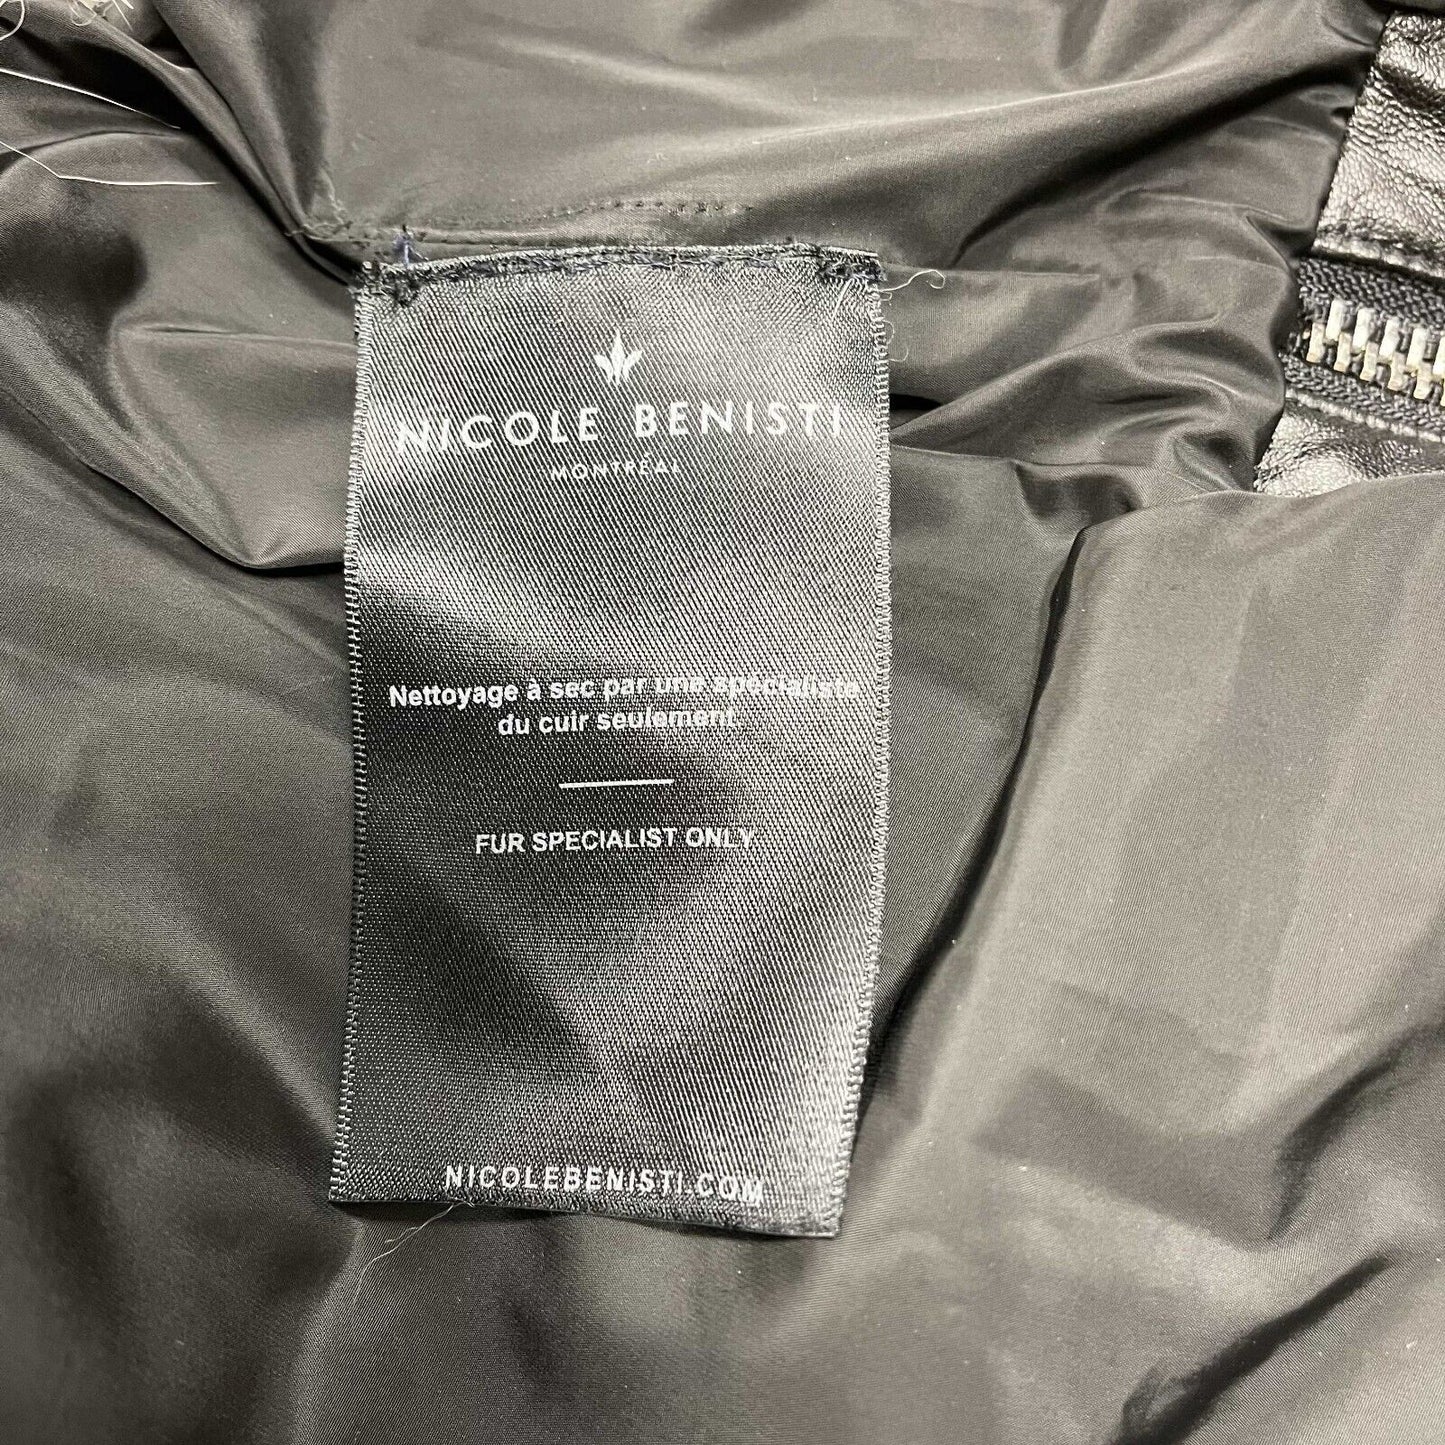 NICOLE BENISTI
MONTRÉAL
Nettoyage à sec par une spécialiste
du cuir seulement
FUR SPECIALIST ONLY
NICOLEBENISTI.COM